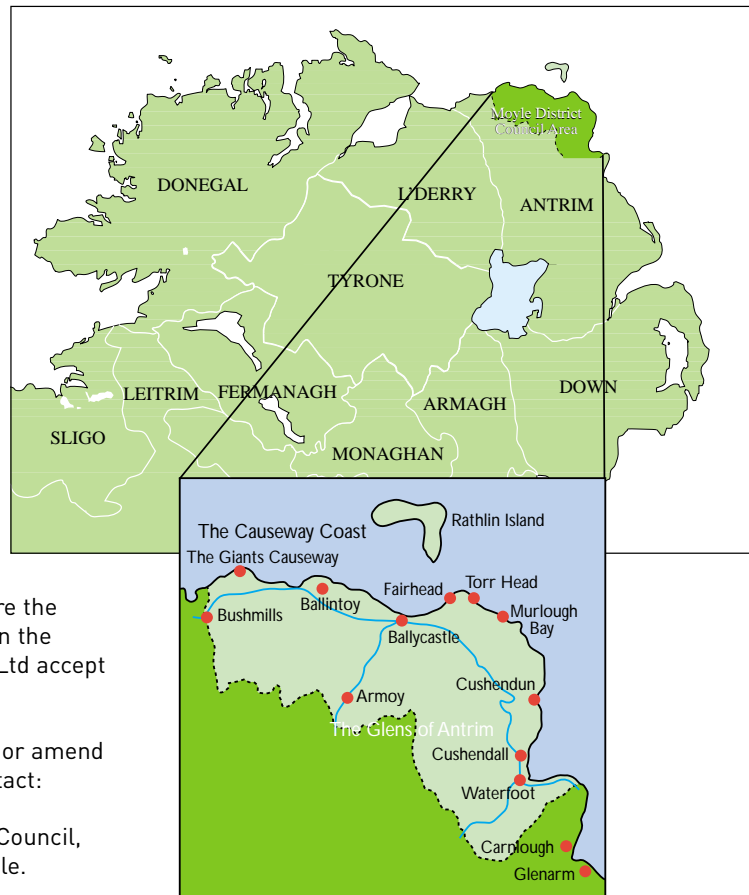 Moyle District
Council Area
DONEGAL
L'DERRY
ANTRIM
TYRONE
LEITRIM
FERMANAGH
ARMAGH
DOWN
SLIGO
MONAGHAN
Rathlin Island
The Causeway Coast
The Giants Causeway
Fairhead
Torr Head
Ballintoy
Bushmills
Murlough
Bay
Ballycastle
Armoy
Cushendun
The Glens of Antrim
Cushendall
Waterfoot
Carnlough
Glenarm
re the
n the
Ltd accept
or amend
tact:
Council,
le.